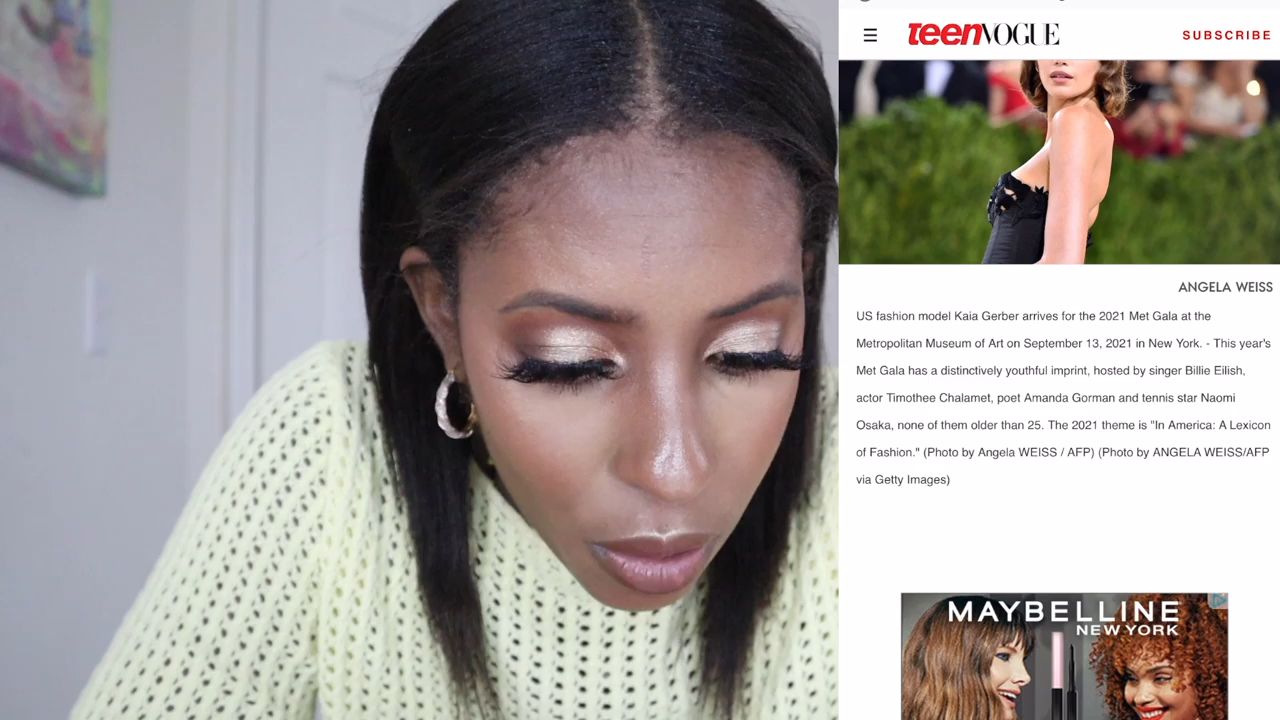 teenVOGUE
SUBSCRIBE
ANGELA WEISS
US fashion model Kaia Gerber arrives for the 2021 Met Gala at the
Metropolitan Museum of Art on September 13, 2021 in New York. - This year's
Met Gala has a distinctively youthful imprint, hosted by singer Billie Eilish,
actor Timothee Chalamet, poet Amanda Gorman and tennis star Naomi
Osaka, none of them older than 25. The 2021 theme is "In America: A Lexicon
of Fashion." (Photo by Angela WEISS / AFP) (Photo by ANGELA WEISS/AFP
via Getty Images)
MAYBELLINE
NEW YORK